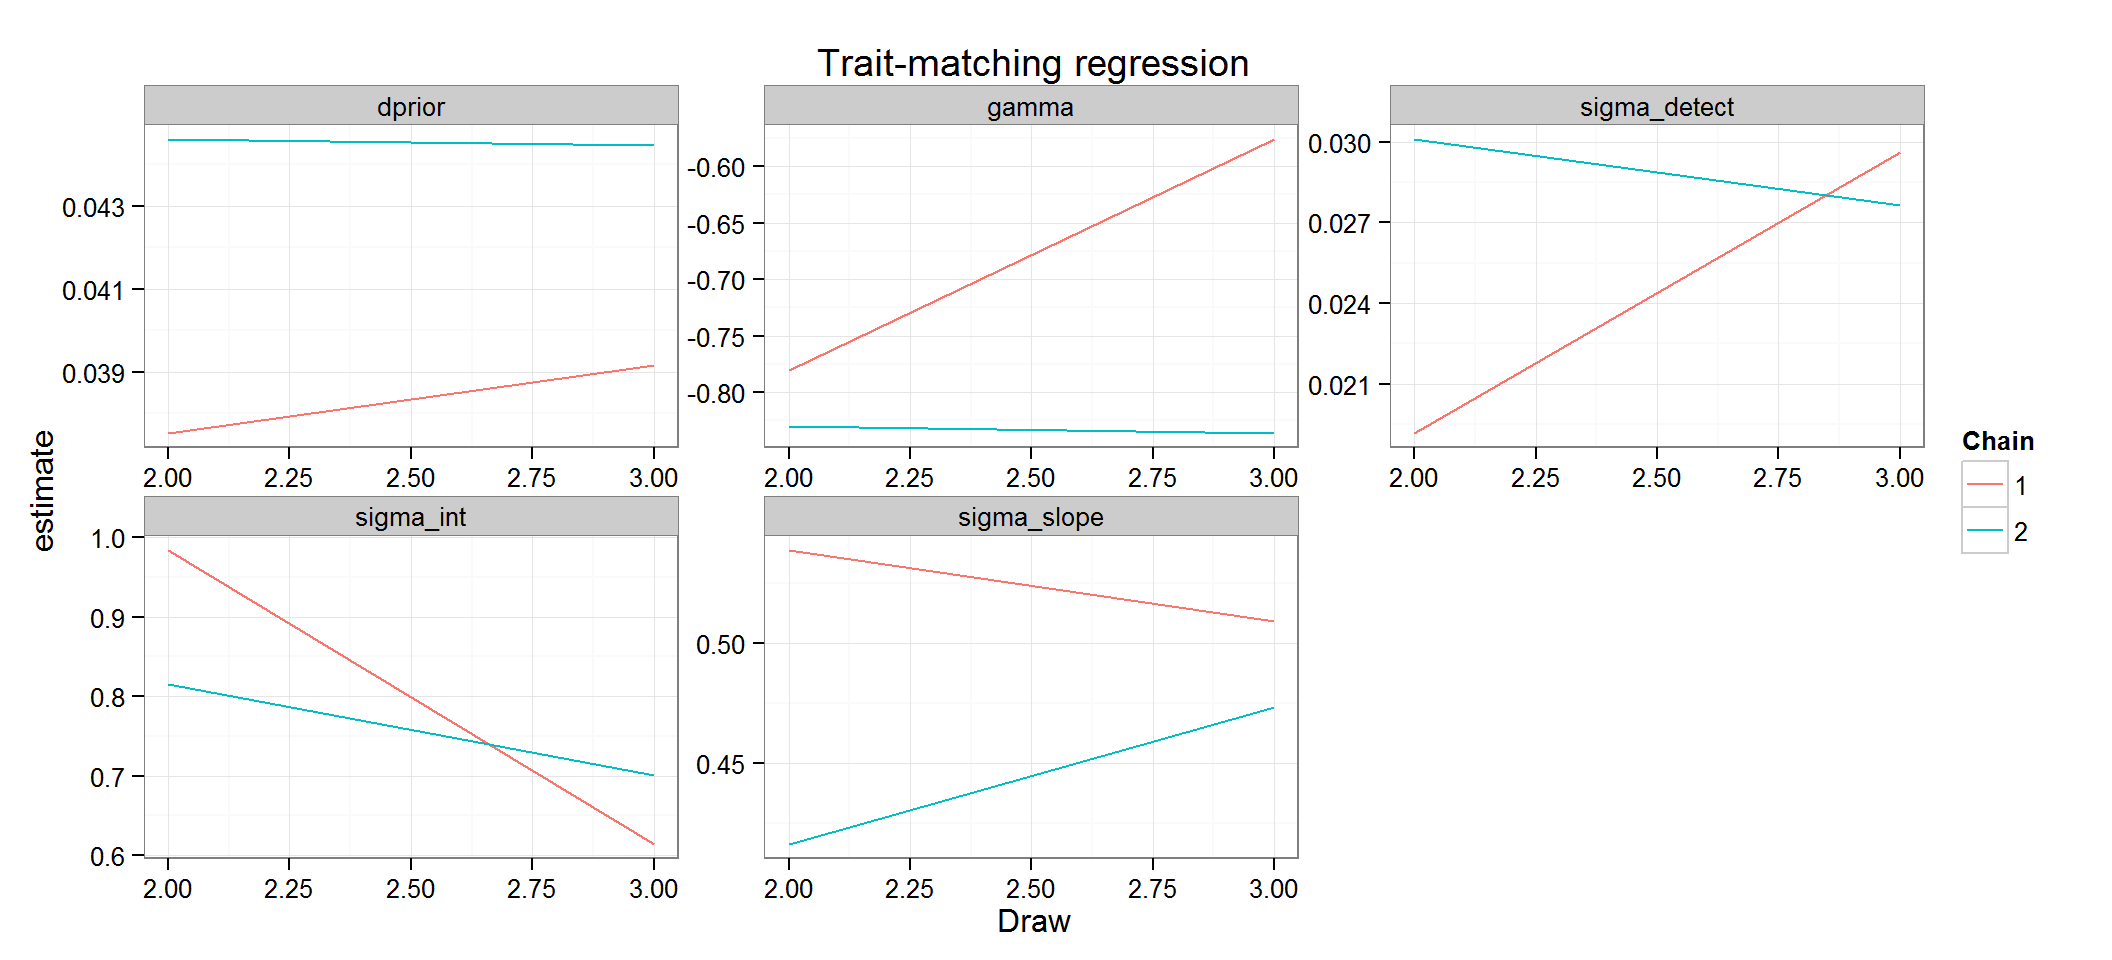 Trait-matching regression
dprior
gamma
sigma_detect
0.043
0.041
0.039
-0.60
-0.65
-0.70
-0.75
-0.80
0.030
0.027
0.024
0.021
2.00 2.25 2.50 2.75 3.00
2.00 2.25 2.50 2.75 3.00
2.00 2.25 2.50 2.75 3.00
estimate
sigma_int
sigma_slope
1.0
0.9
0.8
0.7
0.6
0.50
0.45
2.00 2.25 2.50 2.75 3.00
2.00 2.25 2.50 2.75 3.00
Draw
Chain
1
2